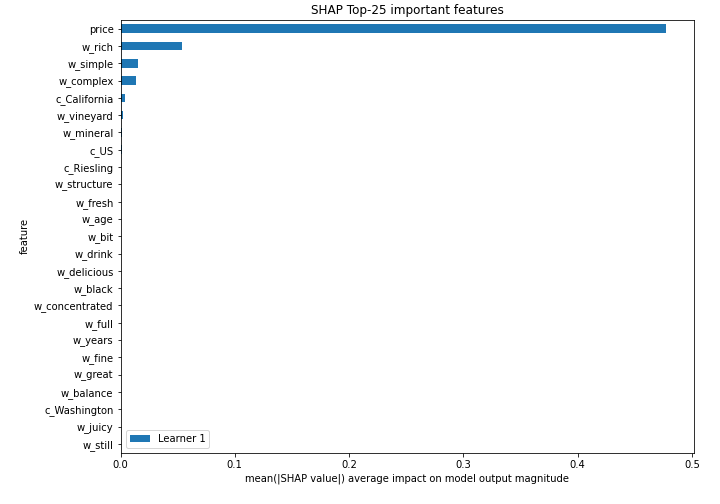 SHAP Top-25 important features
price
w_rich
w_simple
w_complex
c_California
w_vineyard
w_mineral
c_US
c_Riesling
w_structure
w_fresh
w_age
w_bit
w_drink
w_delicious
w_black
w_concentrated
w_full
w_years
w_fine
w_great
w_balance
c_Washington
w_juicy
w_still
feature
Learner 1
0.0 0.1 0.2 0.3 0.4 0.5
mean(|SHAP value|) average impact on model output magnitude